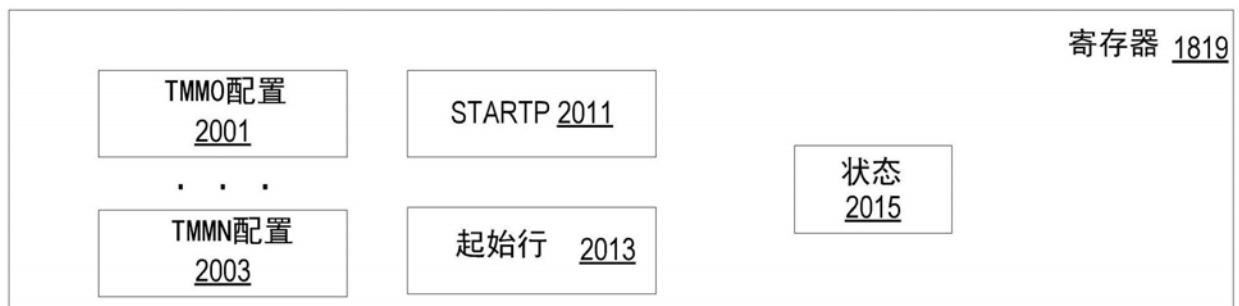 寄存器 1819
TMMO配置
2001
STARTP 2011
状态
2015
· · ·
TMMN配置
2003
起始行 2013